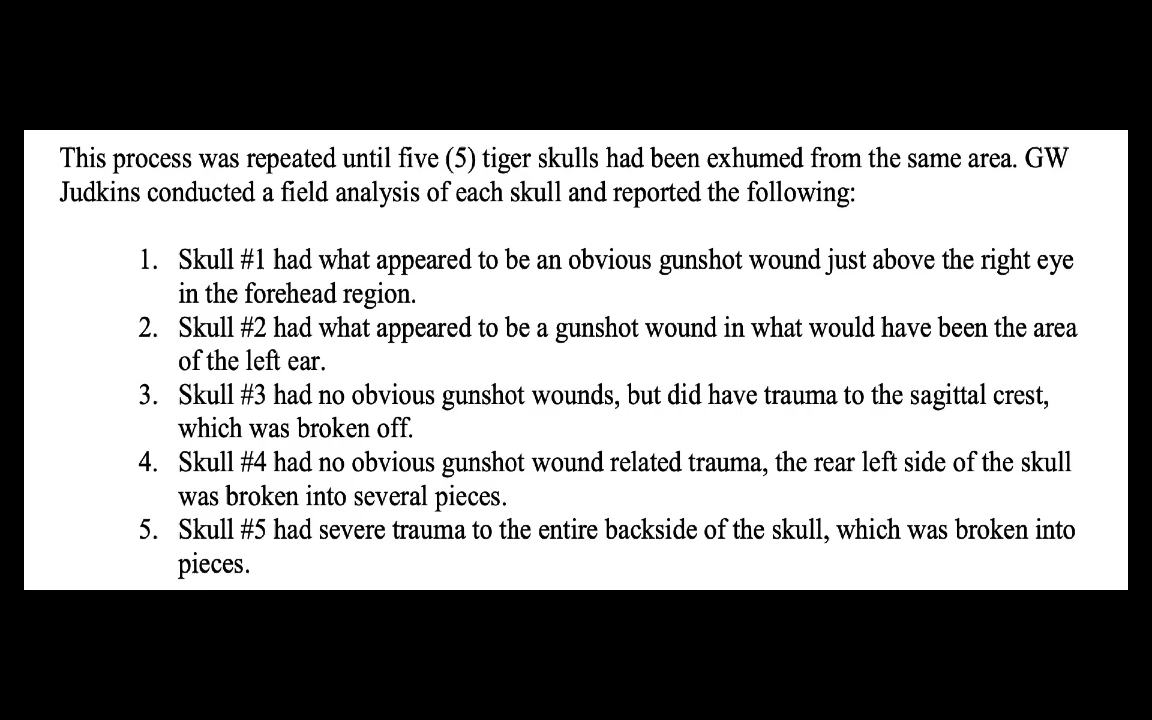 This process was repeated until five (5) tiger skulls had been exhumed from the same area. GW
Judkins conducted a field analysis of each skull and reported the following:
1. Skull #1 had what appeared to be an obvious gunshot wound just above the right eye
in the forehead region.
2. Skull #2 had what appeared to be a gunshot wound in what would have been the area
of the left ear.
3. Skull #3 had no obvious gunshot wounds, but did have trauma to the sagittal crest,
which was broken off.
4. Skull #4 had no obvious gunshot wound related trauma, the rear left side of the skull
was broken into several pieces.
5. Skull #5 had severe trauma to the entire backside of the skull, which was broken into
pieces.